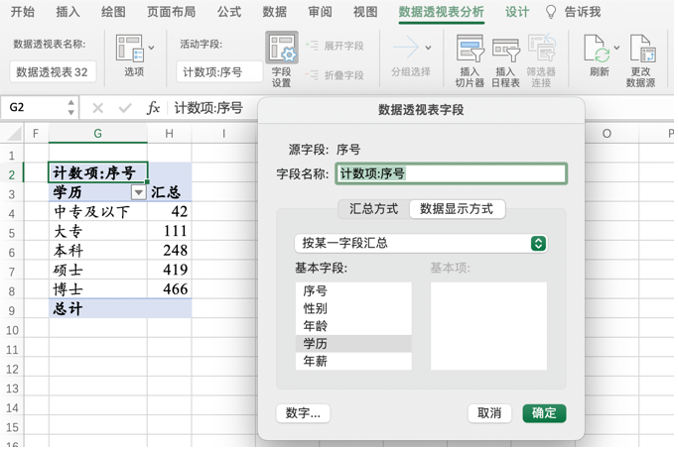 开始 插入 绘图 页面布局 公式 数据 审阅 视图 数据透视表分析 设计 告诉我
数据透视表名称:
数据透视表32
选项
活动字段:
计数项:序号
字段
设置
展开字段
折叠字段
分组选择
插入
切片器
插入
日程表
筛选器
连接
刷新
更改
数据源
G2 fx 计数项:序号
F G H I O P
1
2 计数项:序号
3 学历 汇总
4 中专及以下 42
5 大专 111
6 本科 248
7 硕士 419
8 博士 466
9 总计
10
11
12
13
14
15
16
数据透视表字段
源字段: 序号
字段名称: 计数项:序号
汇总方式 数据显示方式
按某一字段汇总
基本字段: 基本项:
序号
性别
年龄
学历
年薪
数字... 取消 确定